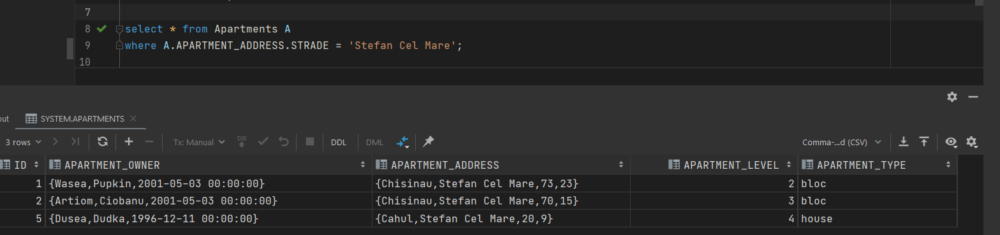 7
8 select * from Apartments A
9 where A.APARTMENT_ADDRESS.STRADE = 'Stefan Cel Mare';
10
out SYSTEM.APARTMENTS
3 rows Tx: Manual DB DDL DML Comma-...d (CSV)
ID APARTMENT_OWNER APARTMENT_ADDRESS APARTMENT_LEVEL APARTMENT_TYPE
1 {Wasea,Pupkin,2001-05-03 00:00:00} {Chisinau,Stefan Cel Mare,73,23} 2 bloc
2 {Artiom,Ciobanu,2001-05-03 00:00:00} {Chisinau,Stefan Cel Mare,70,15} 3 bloc
5 {Dusea,Dudka,1996-12-11 00:00:00} {Cahul,Stefan Cel Mare,20,9} 4 house